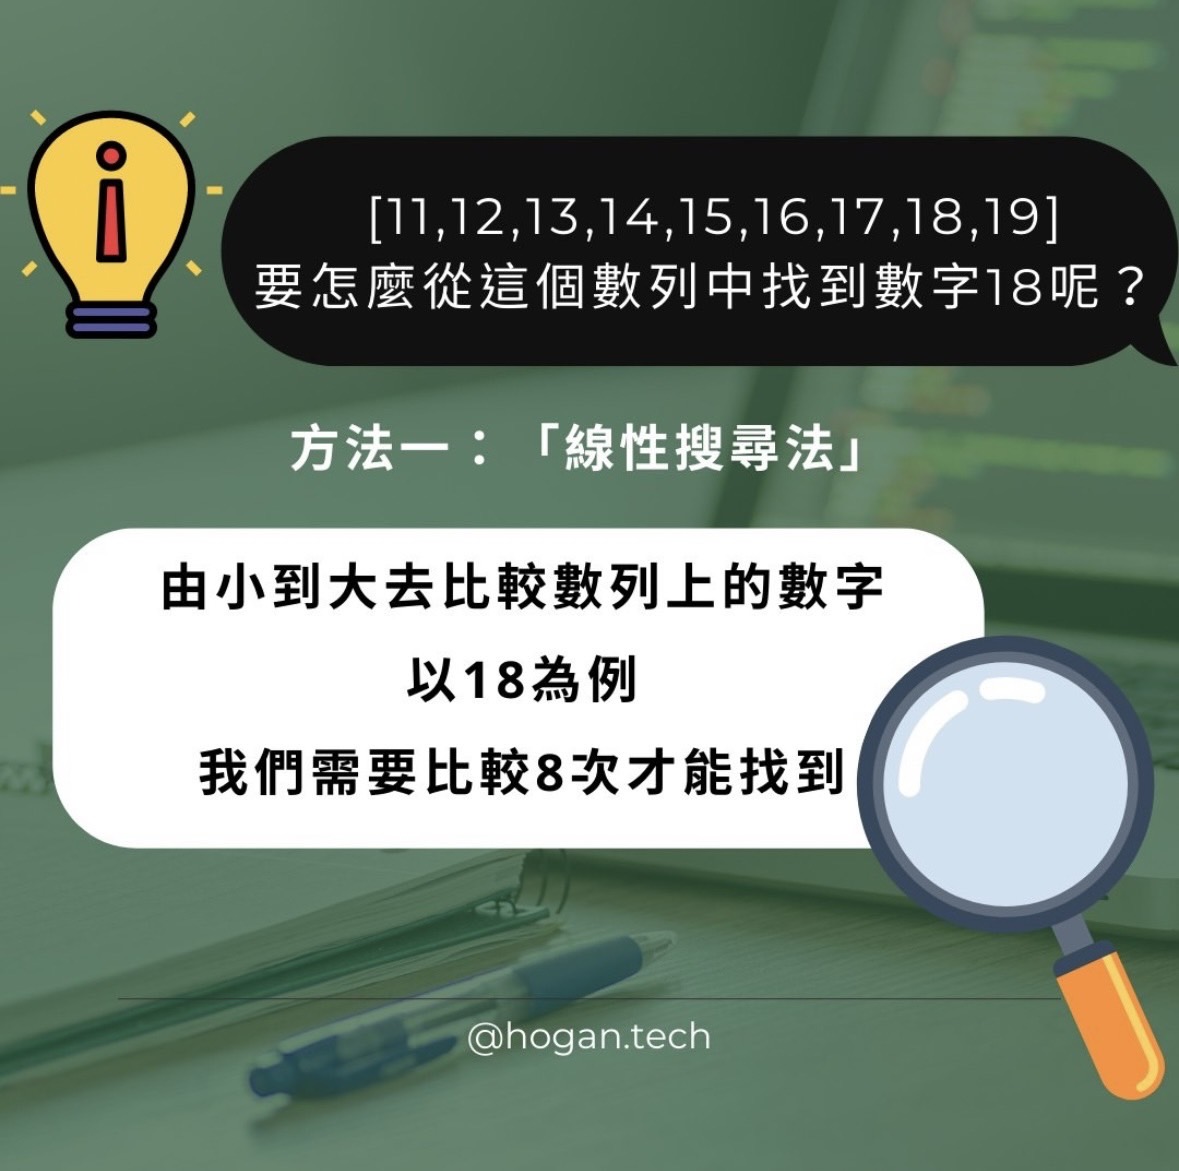 [11,12,13,14,15,16,17,18,19]
要怎麼從這個數列中找到數字18呢？
方法一：「線性搜尋法」
由小到大去比較數列上的數字
以18為例
我們需要比較8次才能找到
@hogan.tech